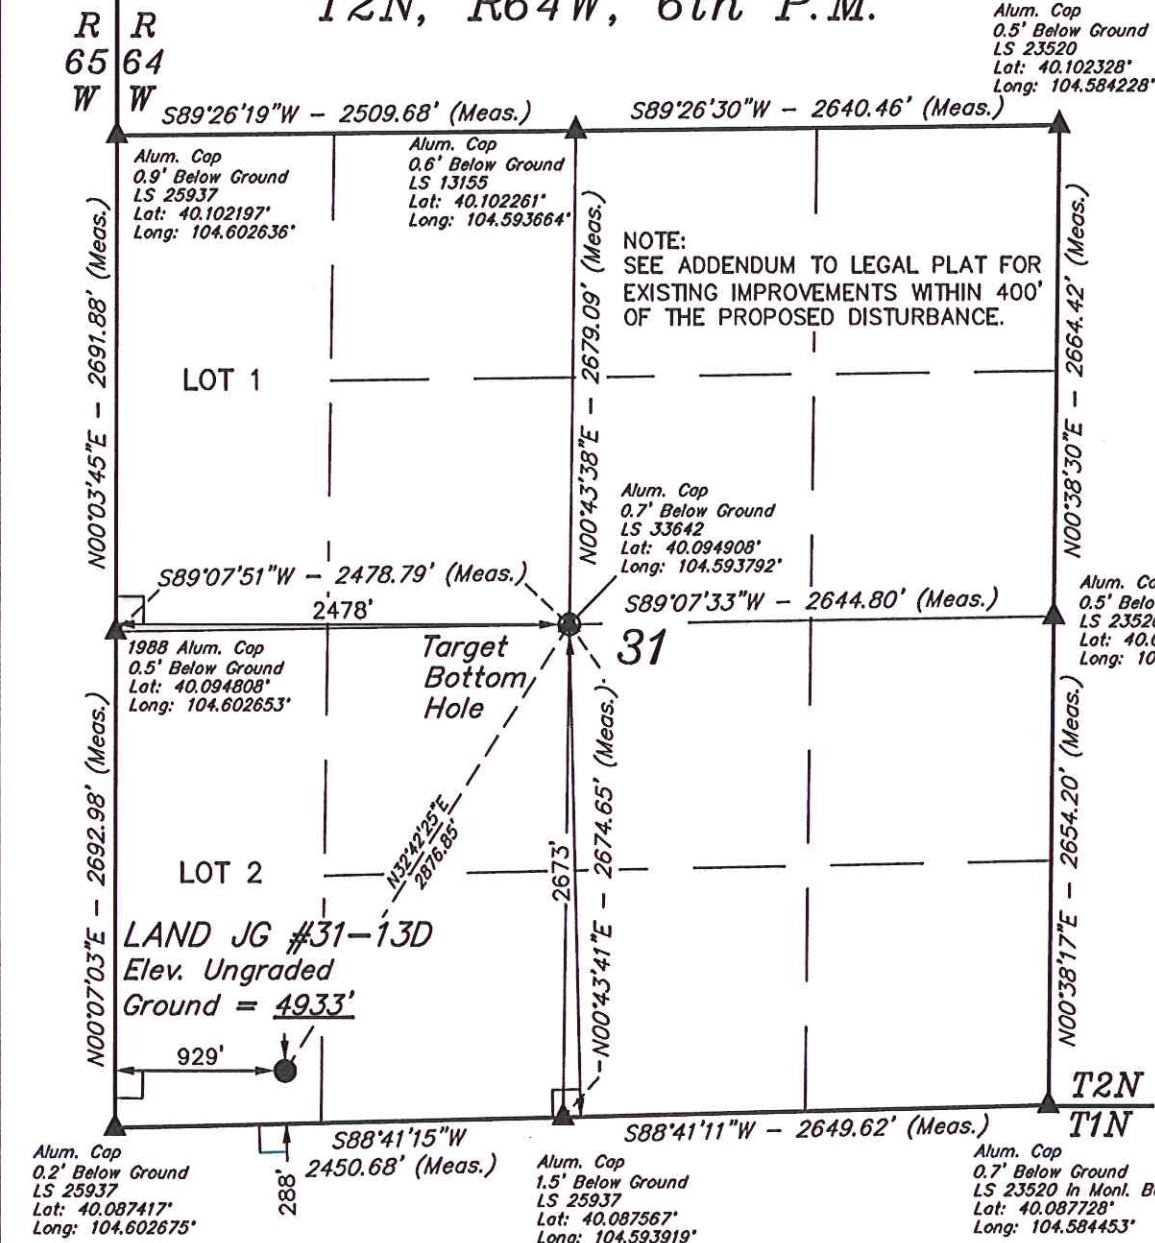 T2N, R64W, 6th P.M.
R R
65 64
W W
Alum. Cap
0.5' Below Ground
LS 23520
Lat: 40.102328°
Long: 104.584228°
S89°26'19"W - 2509.68' (Meas.)
S89°26'30"W - 2640.46' (Meas.)
Alum. Cap
0.9' Below Ground
LS 25937
Lat: 40.102197°
Long: 104.602636°
Alum. Cap
0.6' Below Ground
LS 13155
Lat: 40.102261°
Long: 104.593664°
N00°03'45"E - 2691.88' (Meas.)
N00°43'38"E - 2679.09' (Meas.)
N00°38'30"E - 2664.42' (Meas.)
NOTE:
SEE ADDENDUM TO LEGAL PLAT FOR
EXISTING IMPROVEMENTS WITHIN 400'
OF THE PROPOSED DISTURBANCE.
LOT 1
Alum. Cap
0.7' Below Ground
LS 33642
Lat: 40.094908°
Long: 104.593792°
S89°07'51"W - 2478.79' (Meas.)
2478'
S89°07'33"W - 2644.80' (Meas.)
31
Target
Bottom
Hole
1988 Alum. Cap
0.5' Below Ground
Lat: 40.094808°
Long: 104.602653°
Alum.
0.5'
LS
Lat:
Long:
N00°07'03"E - 2692.98' (Meas.)
N32°42'25"E
2876.85'
2673'
N00°43'41"E - 2674.65' (Meas.)
N00°38'17"E - 2654.20' (Meas.)
LOT 2
LAND JG #31-13D
Elev. Ungraded
Ground = 4933'
929'
288'
T2N
T1N
S88°41'15"W
2450.68' (Meas.)
S88°41'11"W - 2649.62' (Meas.)
Alum. Cap
0.2' Below Ground
LS 25937
Lat: 40.087417°
Long: 104.602675°
Alum. Cap
1.5' Below Ground
LS 25937
Lat: 40.087567°
Long: 104.593919°
Alum. Cap
0.7' Below Ground
LS 23520 In Monl.
Lat: 40.087728°
Long: 104.584453°